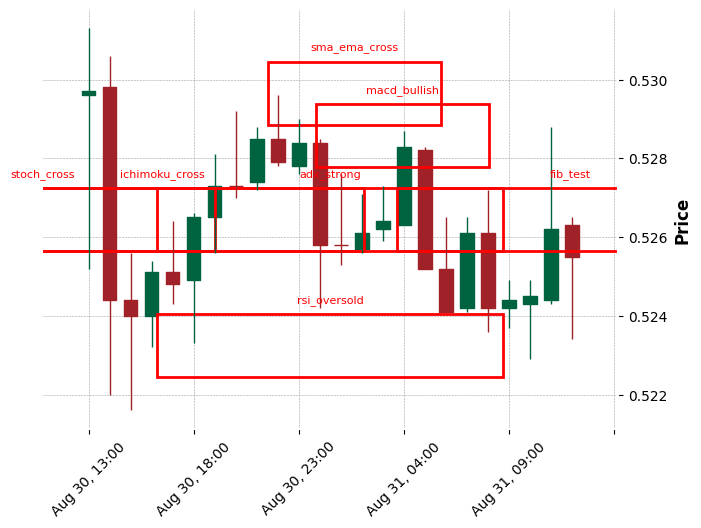 sma_ema_cross
macd_bullish
stoch_cross
ichimoku_cross
fib_test
rsi_oversold
0.530
0.528
0.526
0.524
0.522
Price
Aug 30, 13:00
Aug 30, 18:00
Aug 30, 23:00
Aug 31, 04:00
Aug 31, 09:00